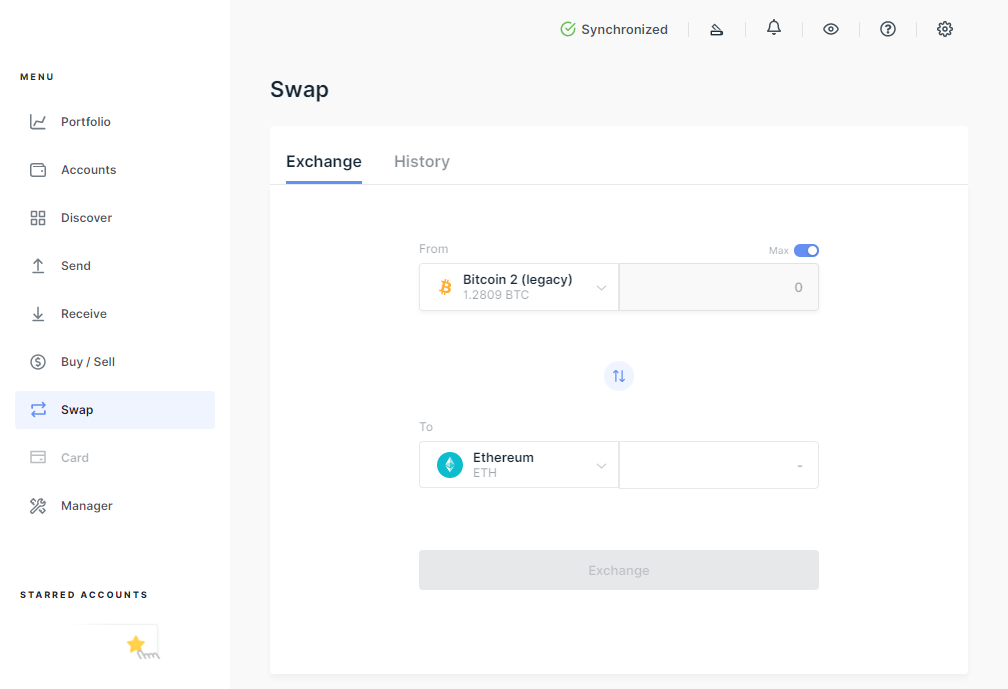 Synchronized
MENU
Portfolio
Accounts
Discover
Send
Receive
Buy / Sell
Swap
Card
Manager
STARRED ACCOUNTS
Swap
Exchange History
From Max
Bitcoin 2 (legacy)
1.2809 BTC
0
To
Ethereum
ETH
-
Exchange